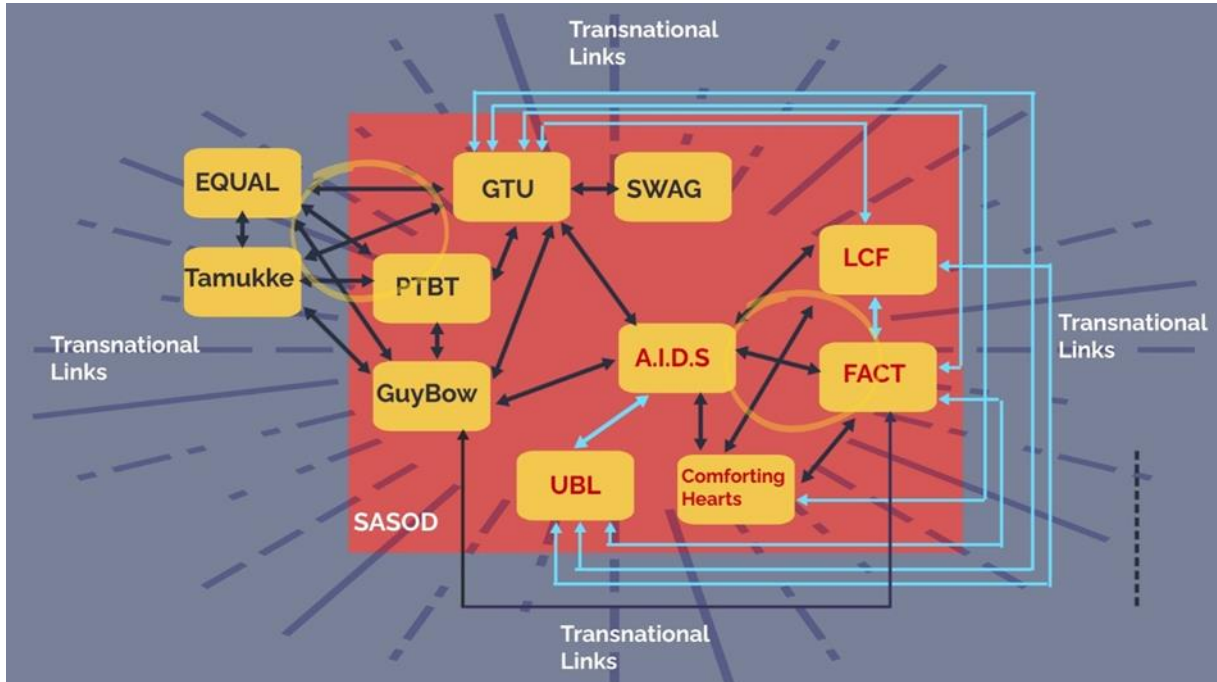 Transnational
Links
EQUAL
GTU
SWAG
Tamukke
PTBT
LCF
Transnational
Links
Transnational
Links
A.I.D.S
FACT
GuyBow
UBL
Comforting
Hearts
SASOD
Transnational
Links